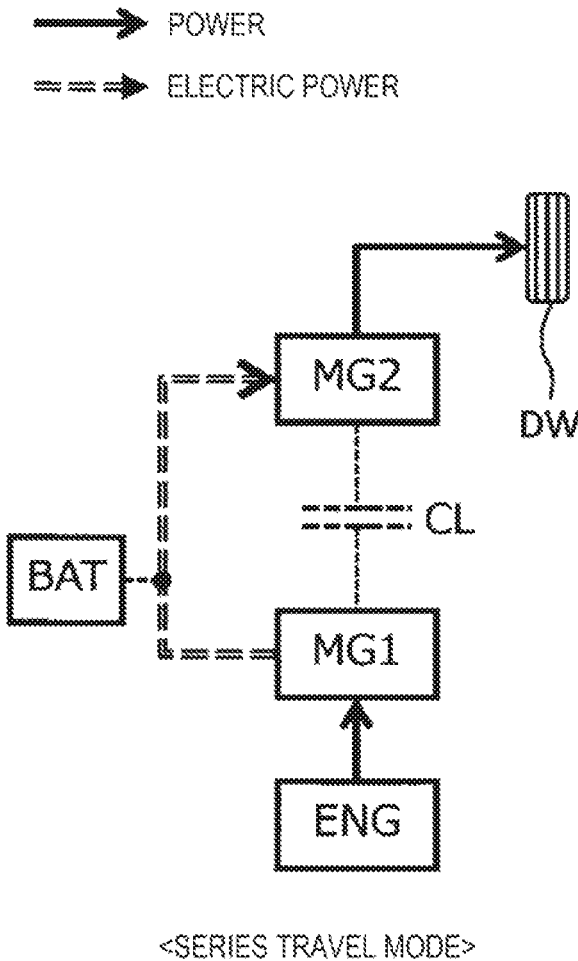 POWER
ELECTRIC POWER
MG2
DW
CL
BAT
MG1
ENG
<SERIES TRAVEL MODE>